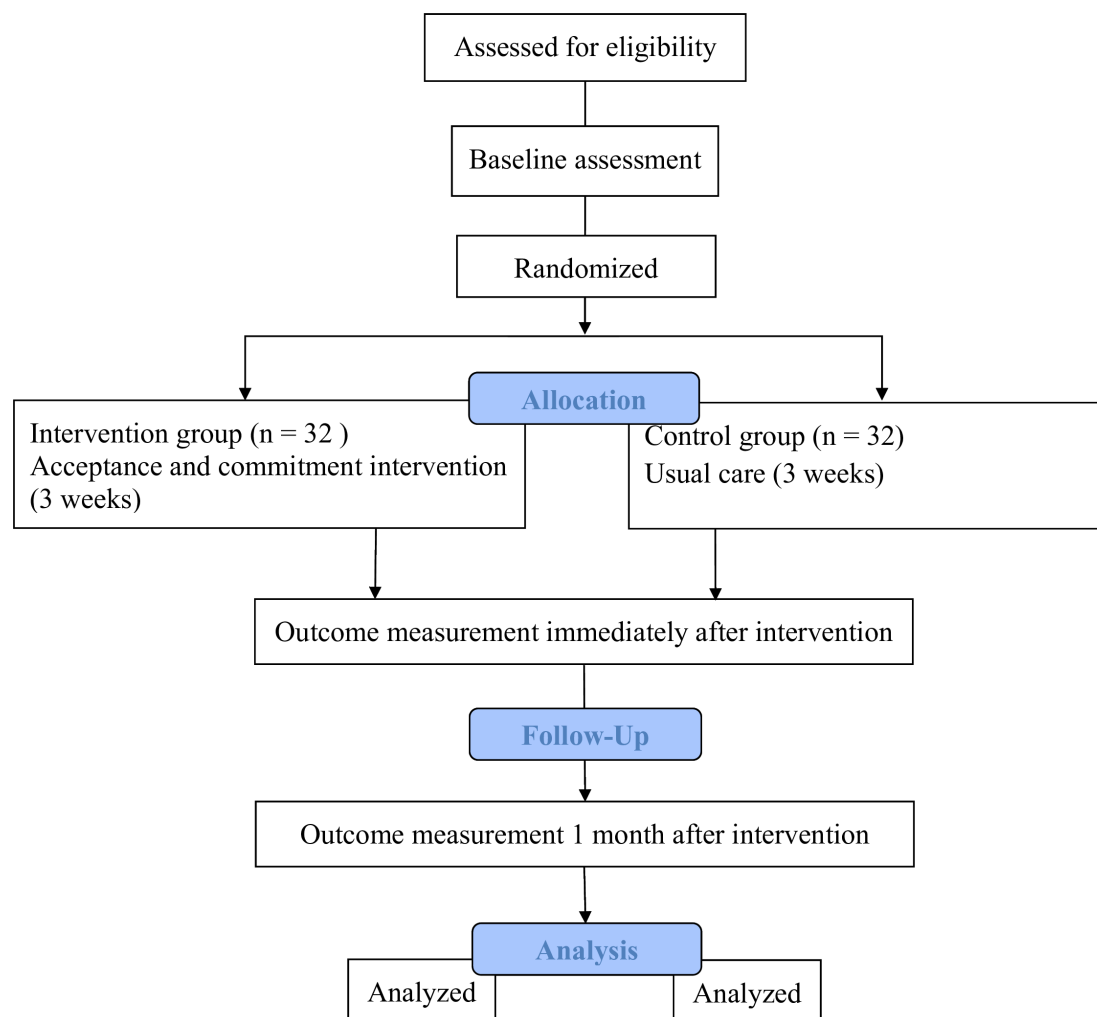 Assessed for eligibility
Baseline assessment
Randomized
Allocation
Intervention group (n = 32 )
Acceptance and commitment intervention
(3 weeks)
Control group (n = 32)
Usual care (3 weeks)
Outcome measurement immediately after intervention
Follow-Up
Outcome measurement 1 month after intervention
Analysis
Analyzed
Analyzed